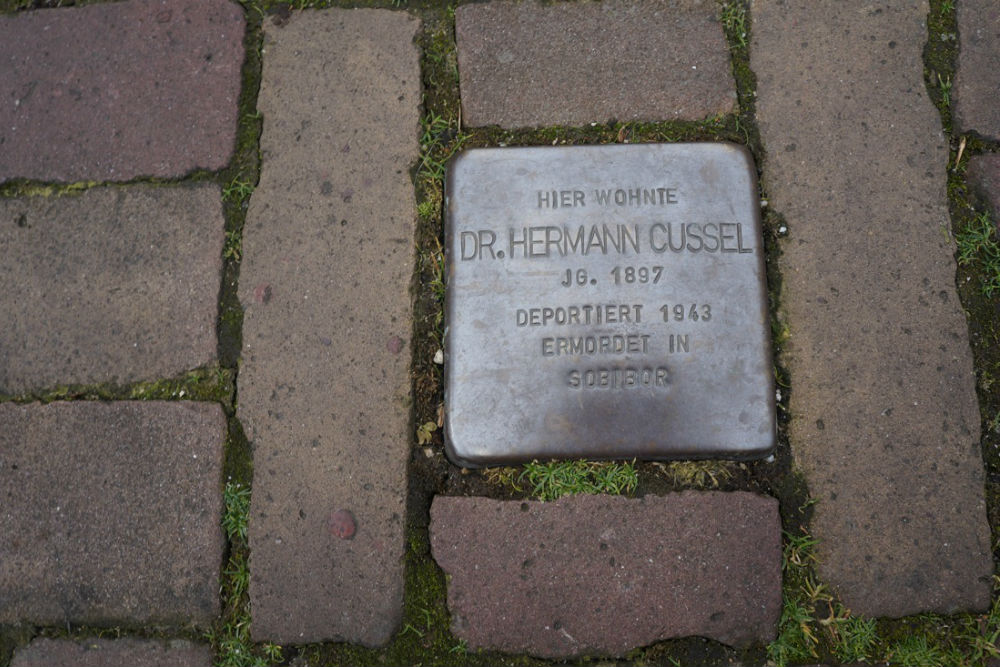 HIER WOHNTE
DR. HERMANN CUSSEL
JG. 1897
DEPORTIERT 1943
ERMORDET IN
SOBIBOR